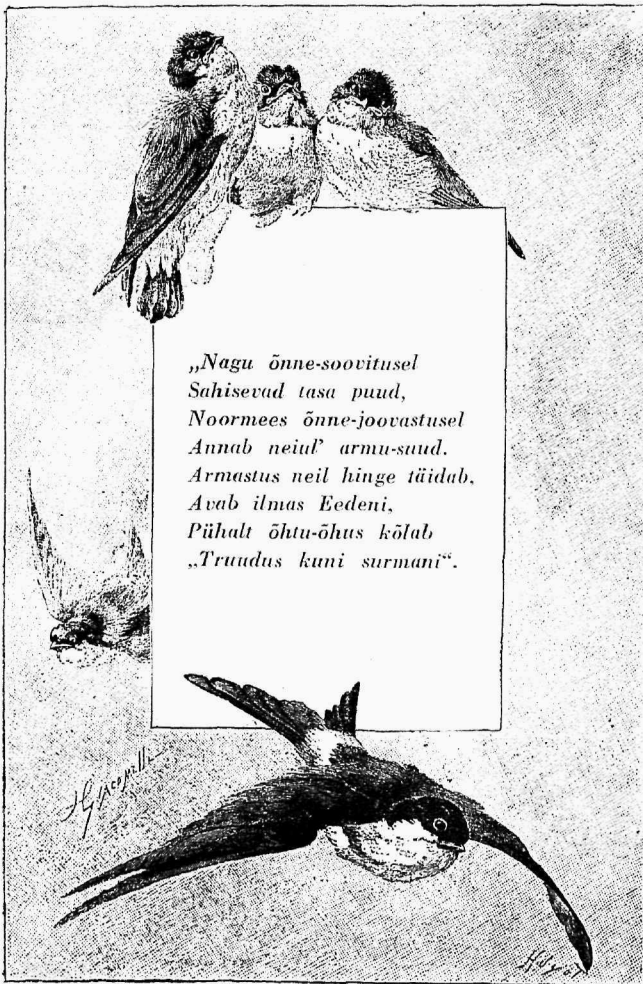 „Nagu õnne-soovitusel
Sahisevad tasa puud,
Noormees õnne-joovastusel
Annab neiul’ armu-suud.
Armastus neil hinge täidab,
Avab ilmas Eedeni,
Pühalt õhtu-õhus kõlab
„Truudus kuni surmani“.
HGiacomelli